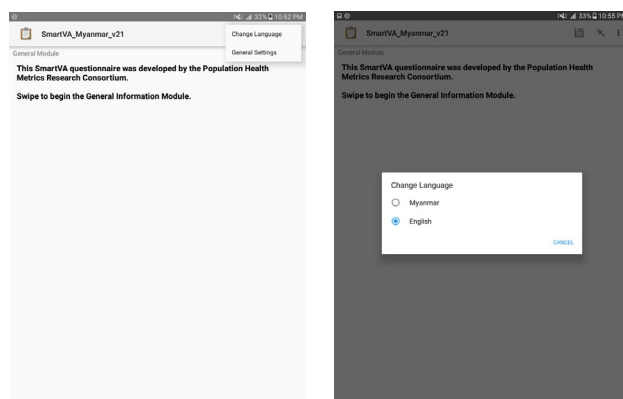 32% 10:52 PM
SmartVA_Myanmar_v21
Change Language
General Settings
General Module
This SmartVA questionnaire was developed by the Population Health
Metrics Research Consortium.
Swipe to begin the General Information Module.
33% 10:55 PM
SmartVA_Myanmar_v21
General Module
This SmartVA questionnaire was developed by the Population Health
Metrics Research Consortium.
Swipe to begin the General Information Module.
Change Language
Myanmar
English
CANCEL